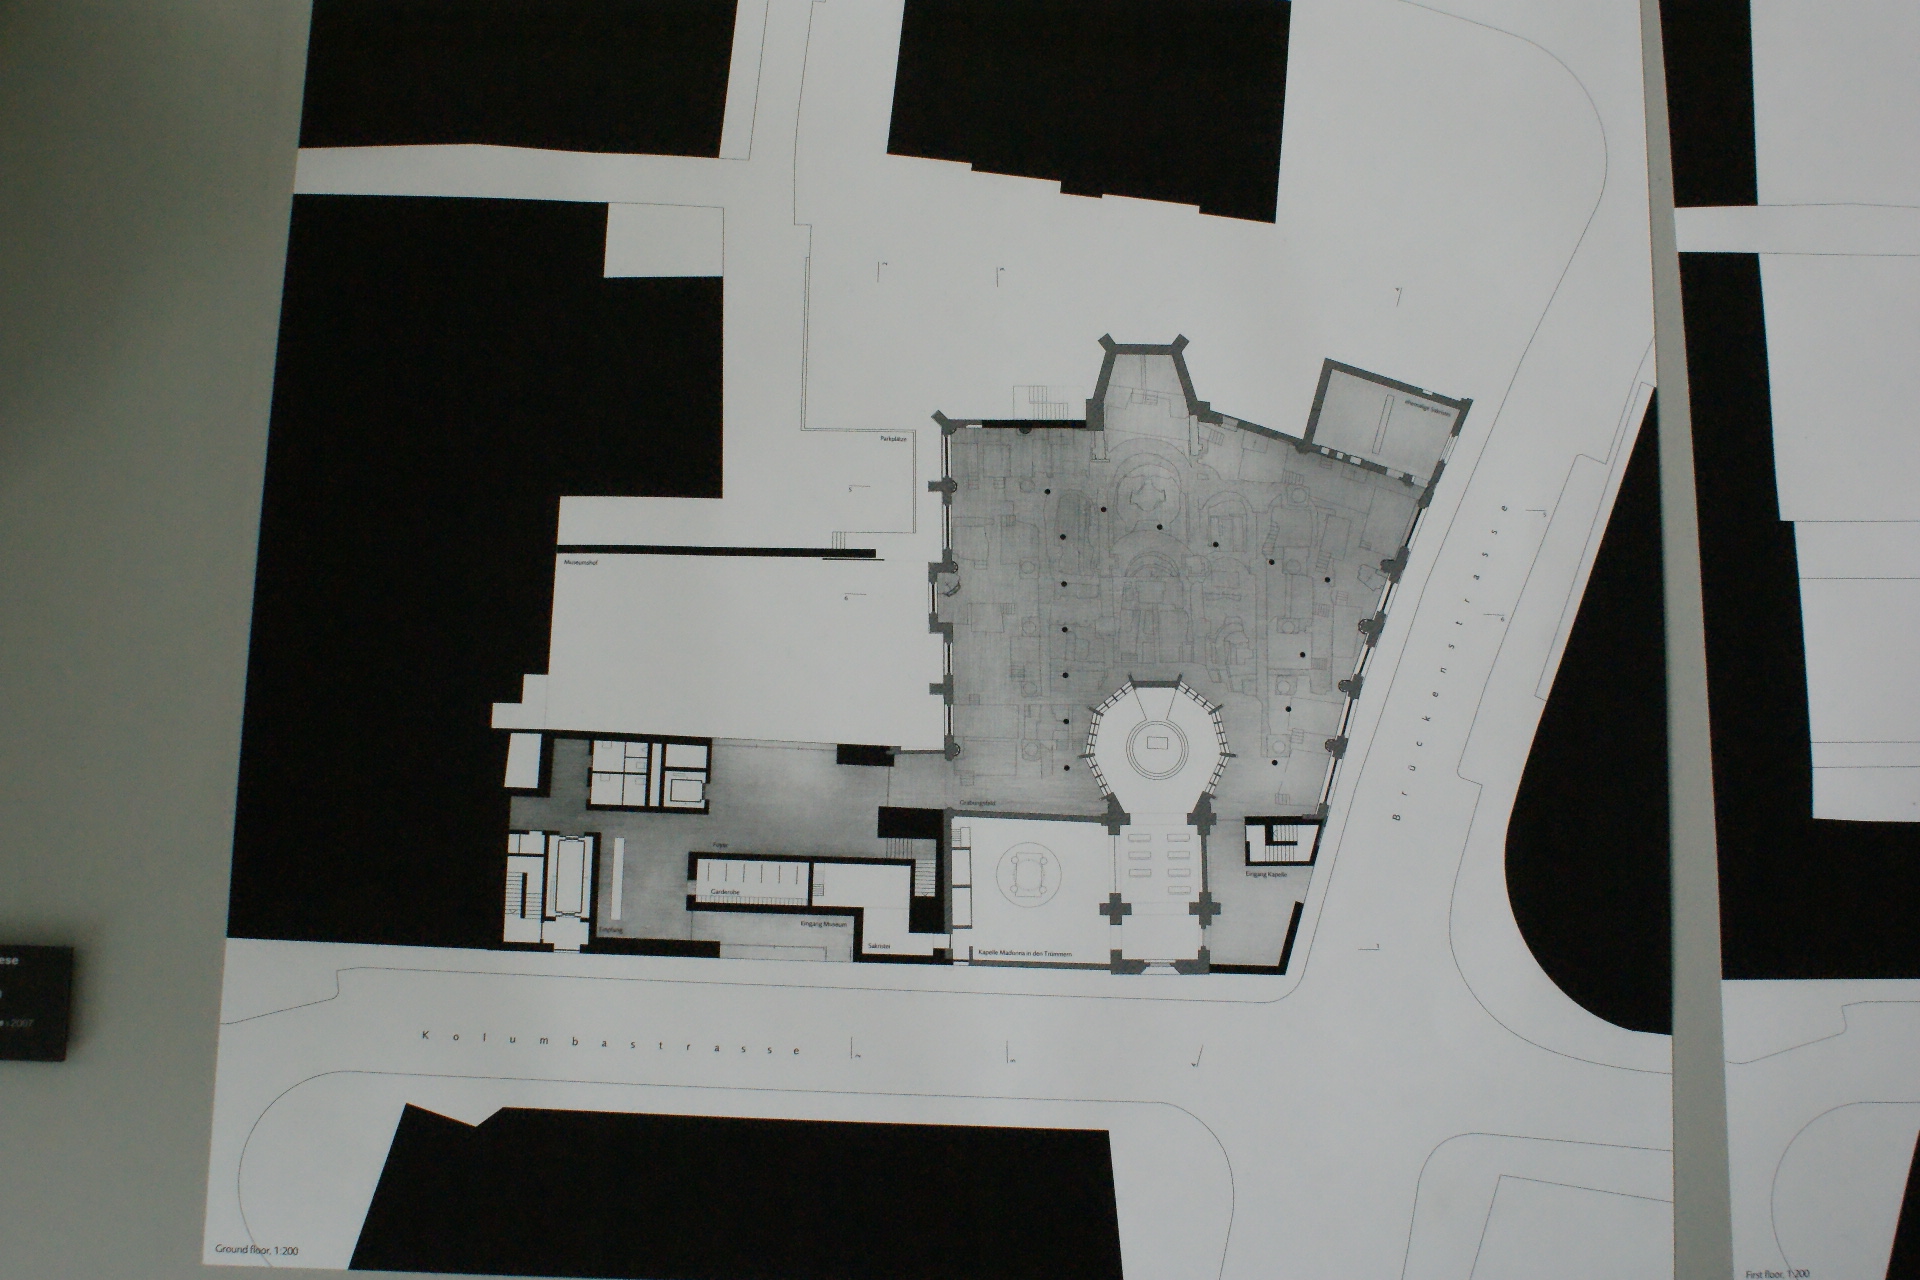 ehemalige Sakristei
Parkplätze
Museumshof
Brückenstrasse
Grabungsfeld
Foyer
Garderobe
Eingang Kapelle
Eingang Museum
Empfang
Sakristei
Kapelle Madonna in den Trümmern
Kolumbastrasse
ese
2007
Ground floor, 1:200
First floor, 1:200